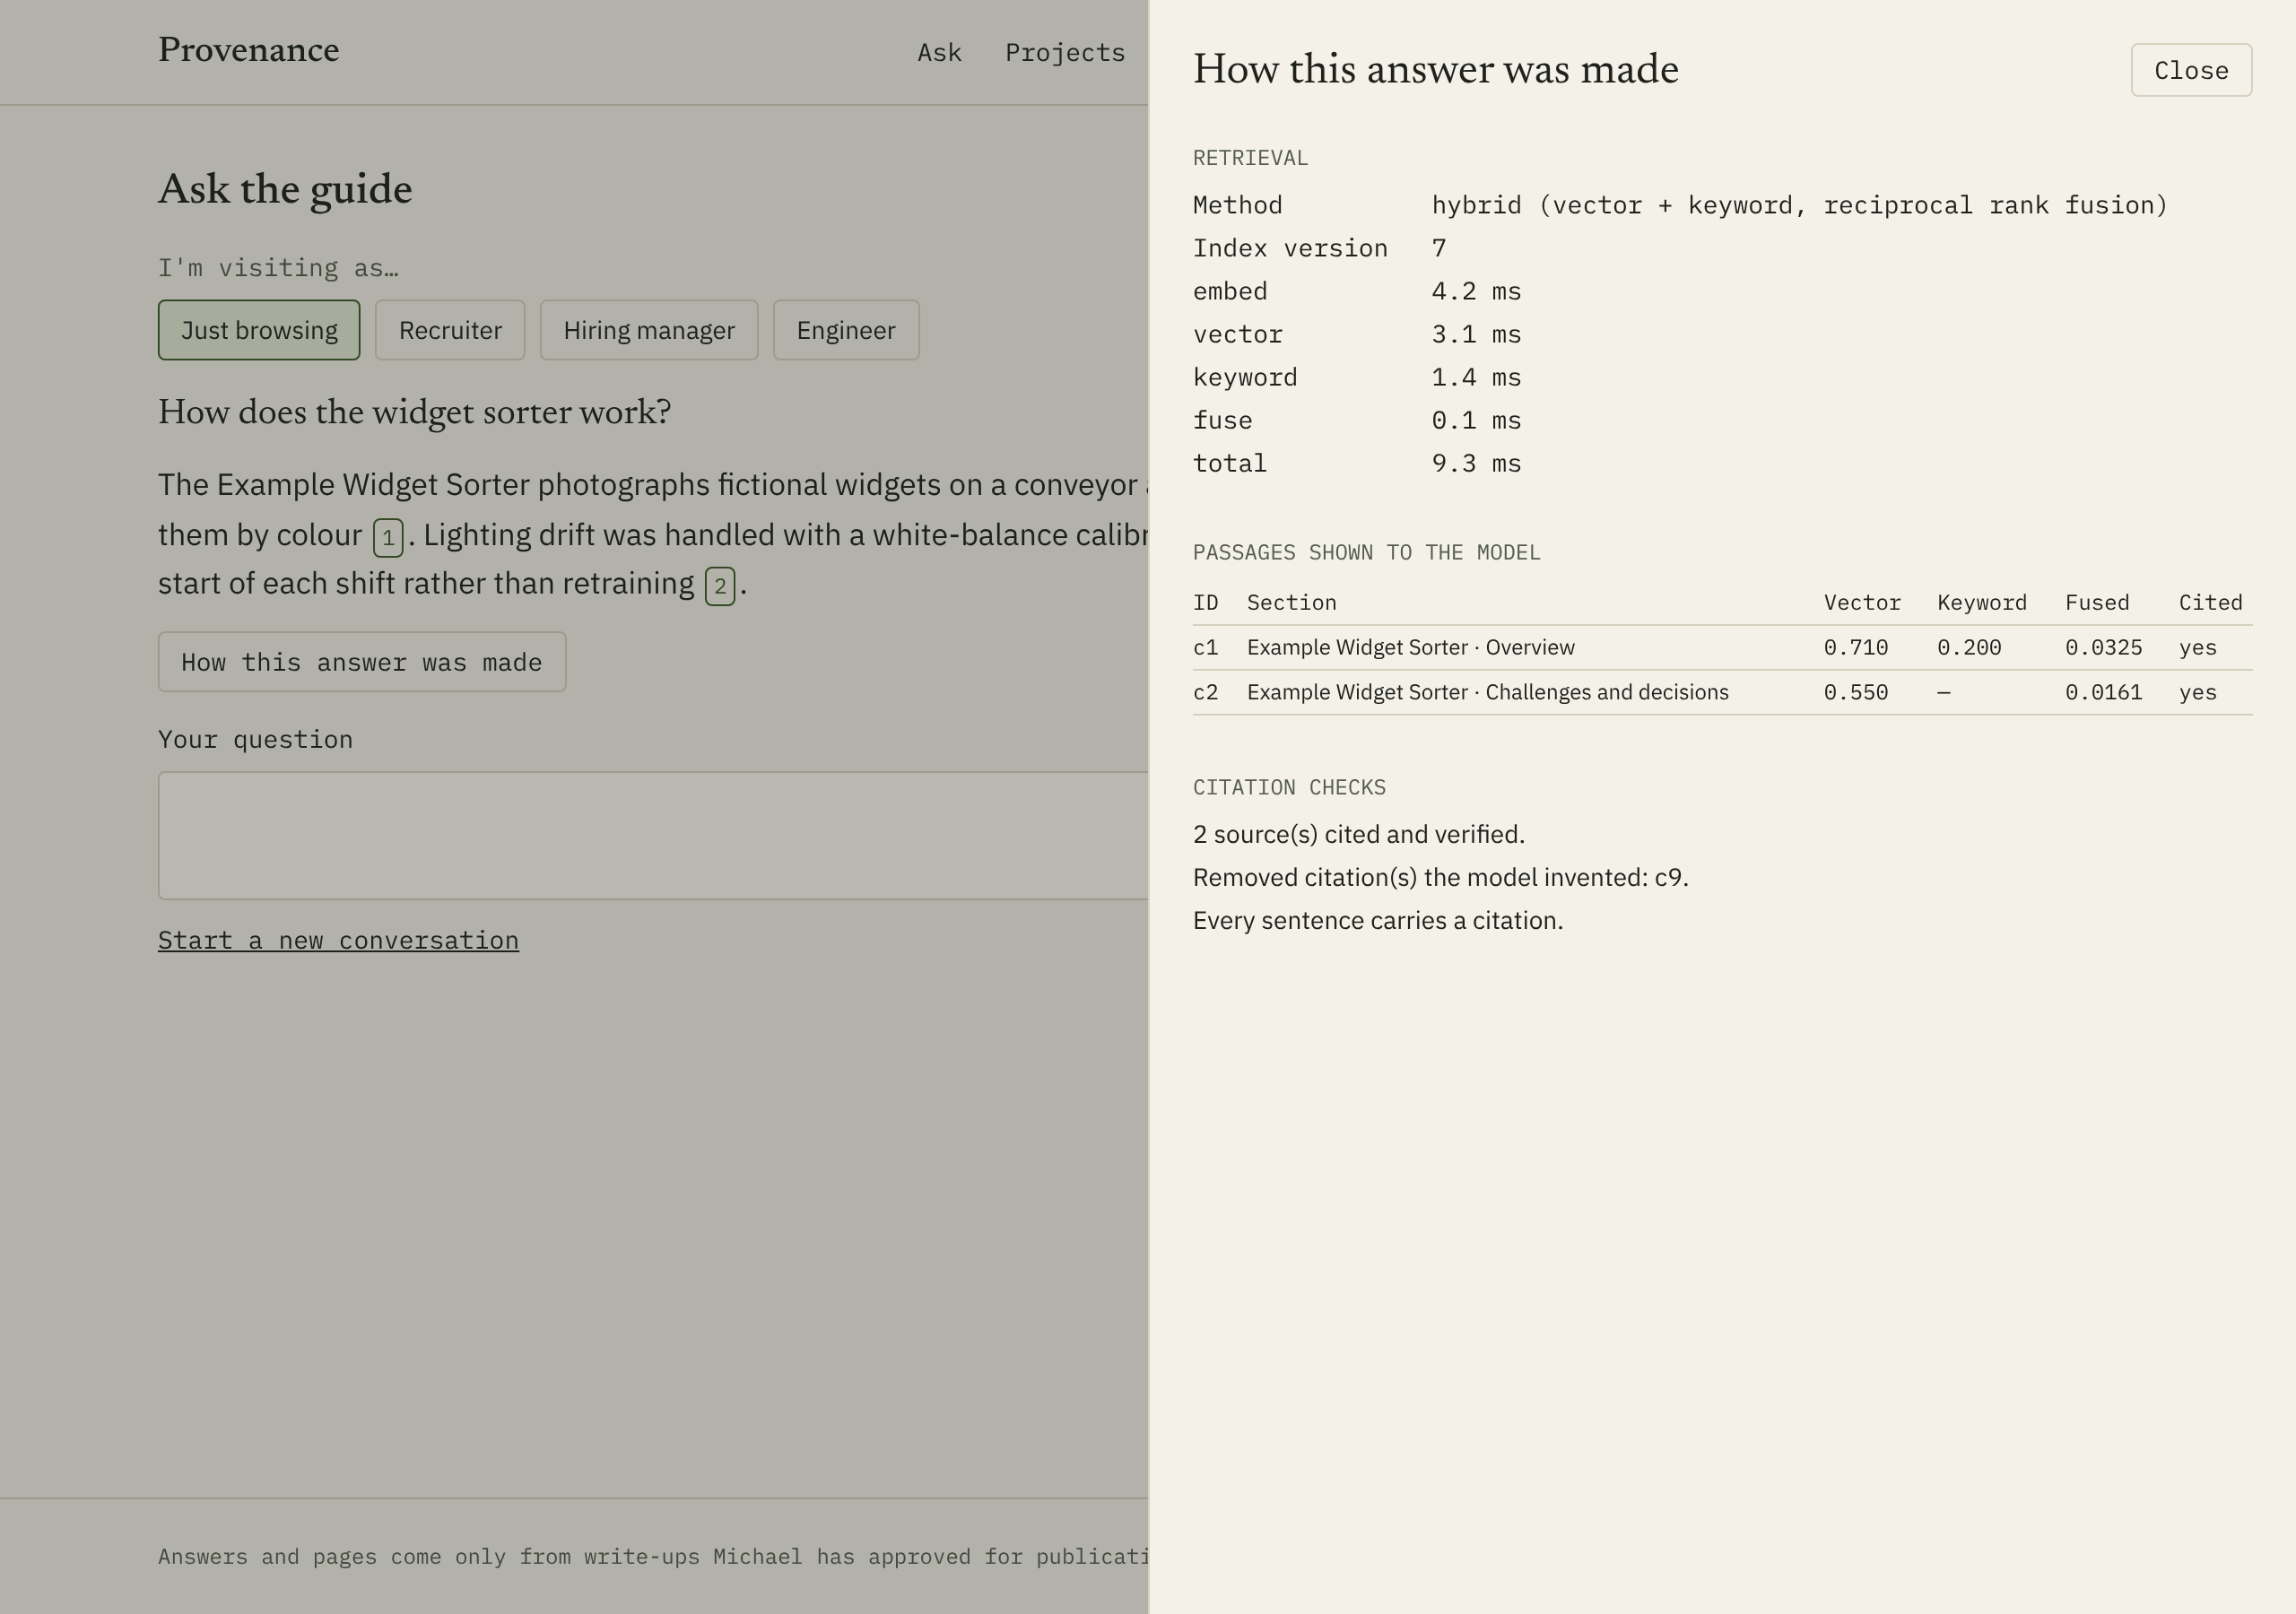 Provenance
Ask Projects
Ask the guide
I'm visiting as…
Just browsing Recruiter Hiring manager Engineer
How does the widget sorter work?
The Example Widget Sorter photographs fictional widgets on a conveyor
them by colour 1. Lighting drift was handled with a white-balance calibr
start of each shift rather than retraining 2.
How this answer was made
Your question
Start a new conversation
Answers and pages come only from write-ups Michael has approved for publicati
How this answer was made
Close
RETRIEVAL
Method hybrid (vector + keyword, reciprocal rank fusion)
Index version 7
embed 4.2 ms
vector 3.1 ms
keyword 1.4 ms
fuse 0.1 ms
total 9.3 ms
PASSAGES SHOWN TO THE MODEL
ID Section Vector Keyword Fused Cited
c1 Example Widget Sorter · Overview 0.710 0.200 0.0325 yes
c2 Example Widget Sorter · Challenges and decisions 0.550 — 0.0161 yes
CITATION CHECKS
2 source(s) cited and verified.
Removed citation(s) the model invented: c9.
Every sentence carries a citation.